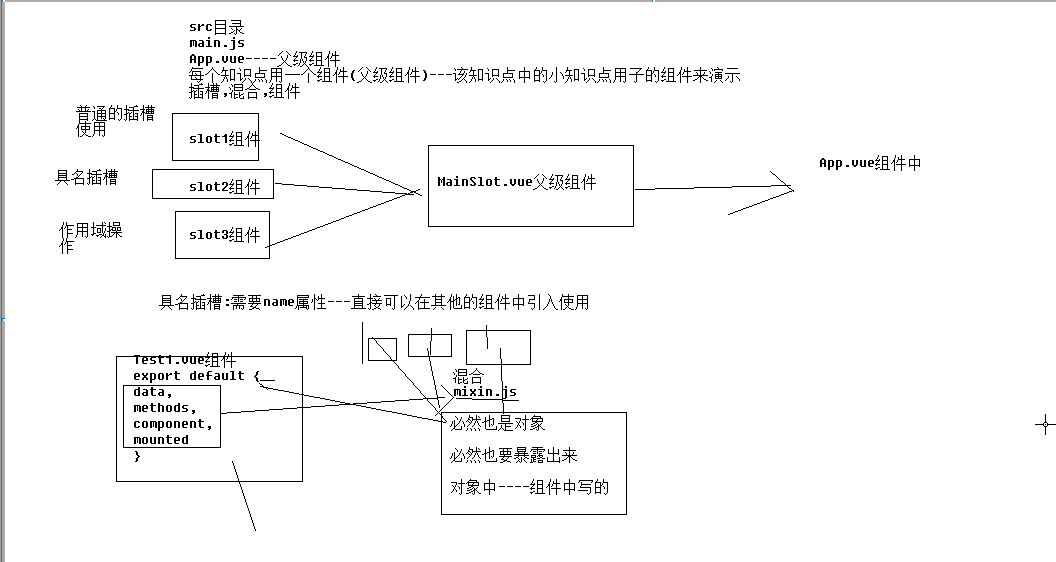 src目录
main.js
App.vue----父级组件
每个知识点用一个组件(父级组件)---该知识点中的小知识点用子的组件来演示
插槽,混合,组件
普通的插槽
使用
slot1组件
具名插槽
slot2组件
作用域操
作
slot3组件
MainSlot.vue父级组件
App.vue组件中
具名插槽:需要name属性---直接可以在其他的组件中引入使用
Test1.vue组件
export default {
data,
methods,
component,
mounted
}
混合
mixin.js
必然也是对象
必然也要暴露出来
对象中----组件中写的